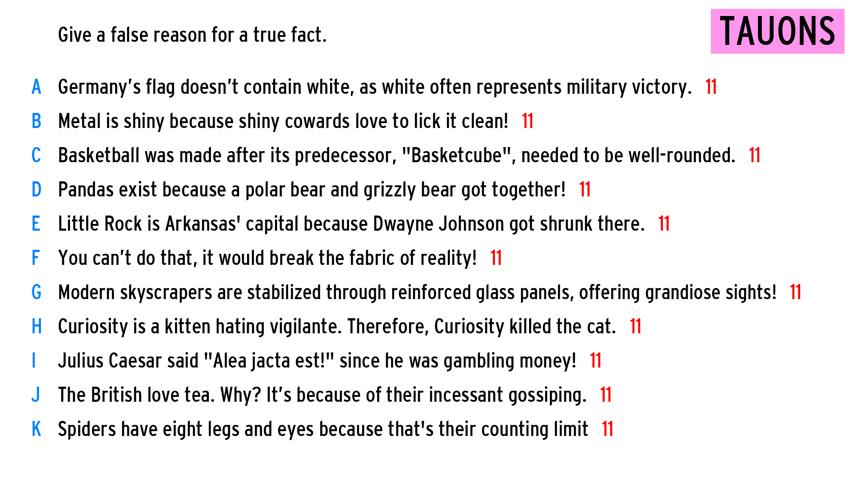 Give a false reason for a true fact.
TAUONS
A Germany's flag doesn't contain white, as white often represents military victory. 11
B Metal is shiny because shiny cowards love to lick it clean! 11
C Basketball was made after its predecessor, "Basketcube", needed to be well-rounded. 11
D Pandas exist because a polar bear and grizzly bear got together! 11
E Little Rock is Arkansas' capital because Dwayne Johnson got shrunk there. 11
F You can't do that, it would break the fabric of reality! 11
G Modern skyscrapers are stabilized through reinforced glass panels, offering grandiose sights! 11
H Curiosity is a kitten hating vigilante. Therefore, Curiosity killed the cat. 11
I Julius Caesar said "Alea jacta est!" since he was gambling money! 11
J The British love tea. Why? It's because of their incessant gossiping. 11
K Spiders have eight legs and eyes because that's their counting limit 11